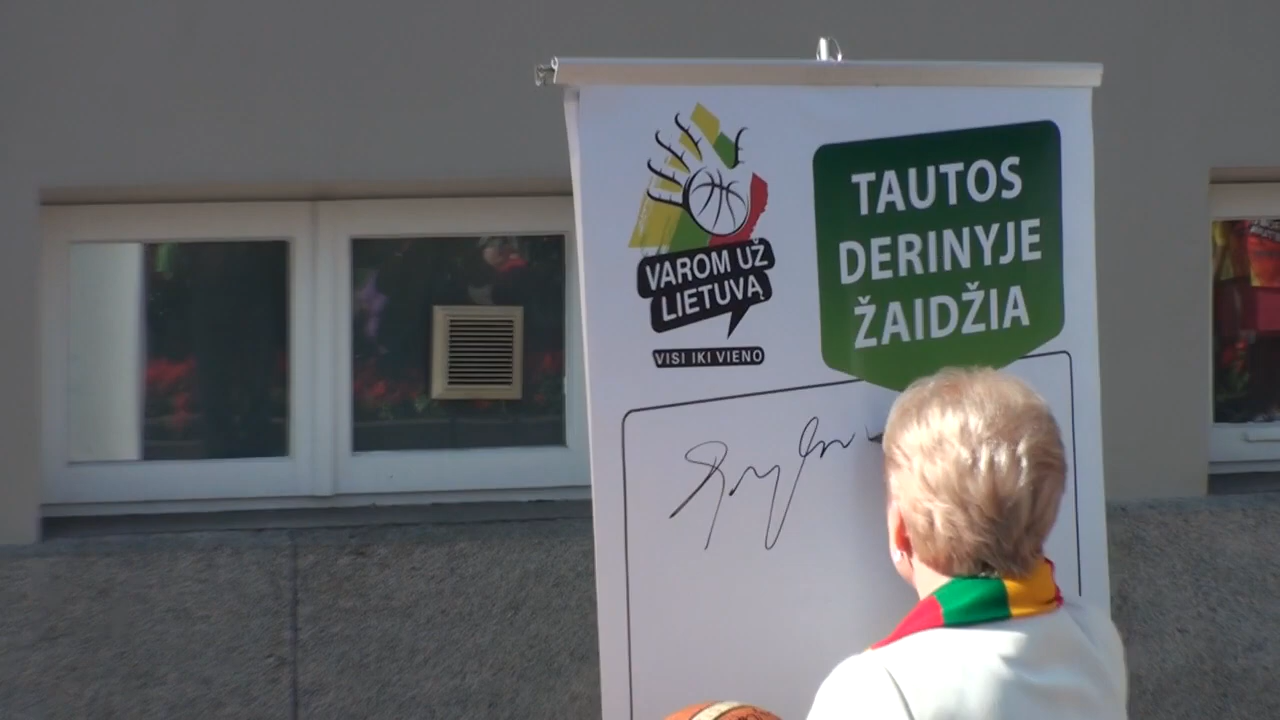 VAROM UŽ
LIETUVĄ
VISI IKI VIENO
TAUTOS
DERINYJE
ŽAIDŽIA